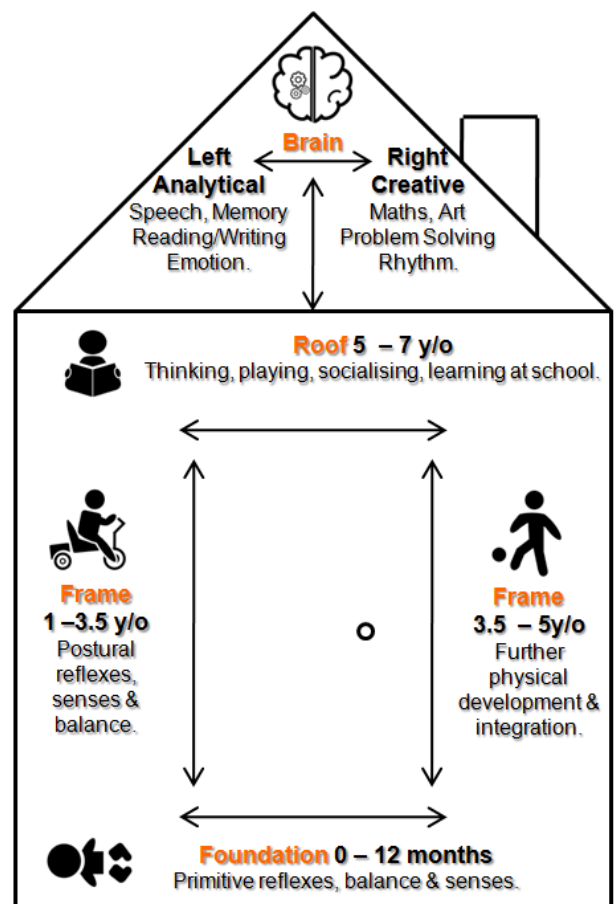 Brain
Left
Analytical
Speech, Memory
Reading/Writing
Emotion.
Right
Creative
Maths, Art
Problem Solving
Rhythm.
Roof 5 – 7 y/o
Thinking, playing, socialising, learning at school.
Frame
1 –3.5 y/o
Postural
reflexes,
senses &
balance.
Frame
3.5 – 5y/o
Further
physical
development &
integration.
Foundation 0 – 12 months
Primitive reflexes, balance & senses.